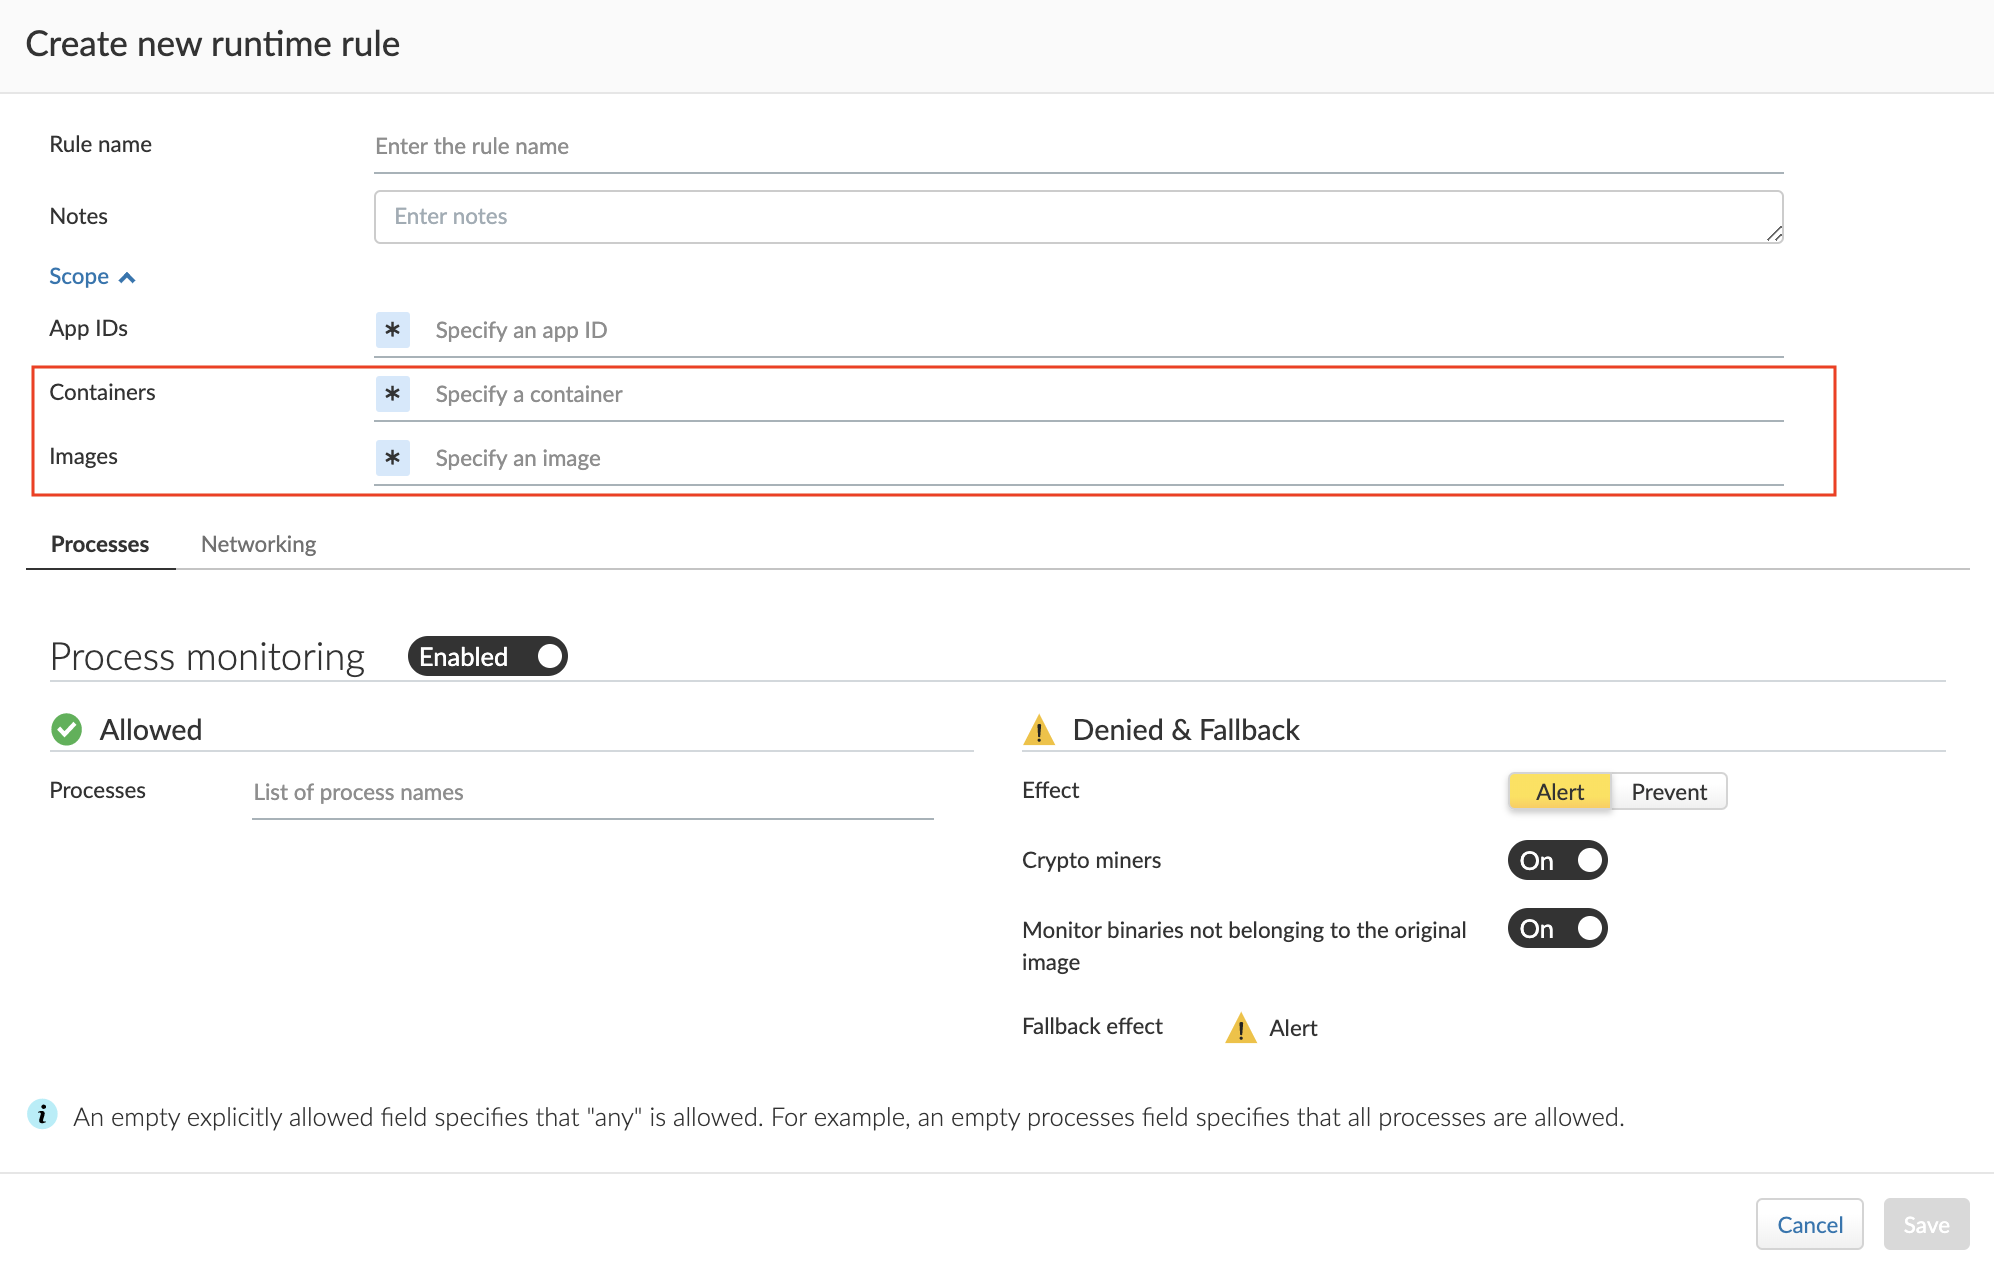 Create new runtime rule
Rule name
Enter the rule name
Notes
Enter notes
Scope
App IDs
* Specify an app ID
Containers
* Specify a container
Images
* Specify an image
Processes Networking
Process monitoring Enabled
Allowed
Processes
List of process names
Denied & Fallback
Effect
Alert Prevent
Crypto miners
On
Monitor binaries not belonging to the original
image
On
Fallback effect
Alert
An empty explicitly allowed field specifies that "any" is allowed. For example, an empty processes field specifies that all processes are allowed.
Cancel Save